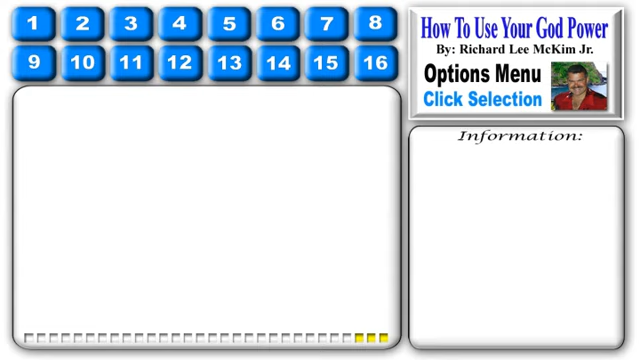 1 2 3 4 5 6 7 8
9 10 11 12 13 14 15 16
How To Use Your God Power
By: Richard Lee McKim Jr.
Options Menu
Click Selection
Information: